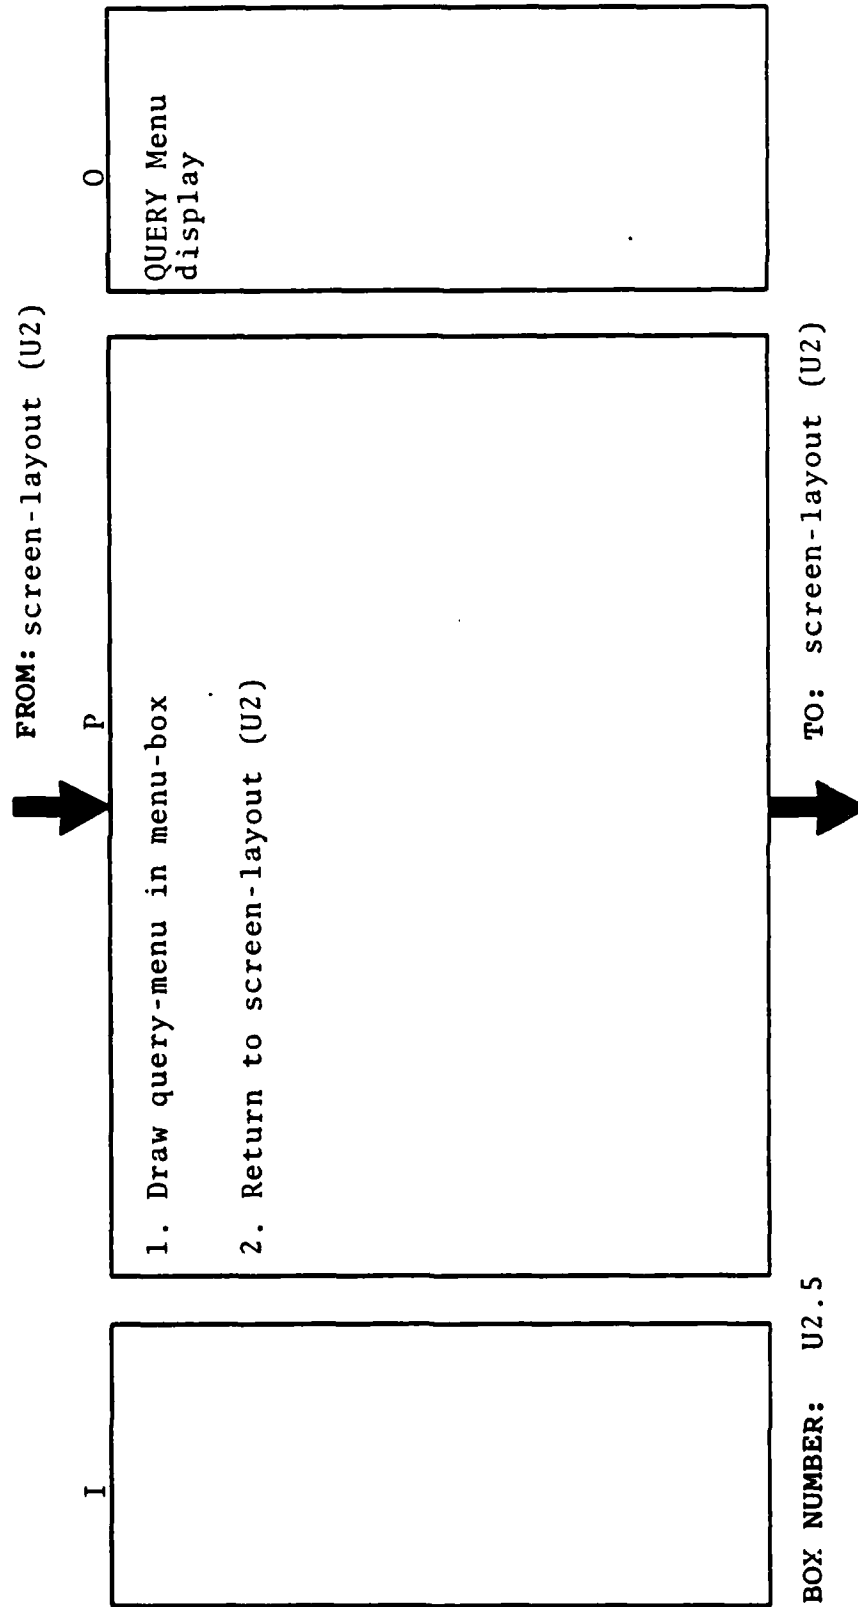 FROM: screen-layout (U2)
I
P
O
1. Draw query-menu in menu-box
2. Return to screen-layout (U2)
QUERY Menu
display
BOX NUMBER: U2.5
TO: screen-layout (U2)